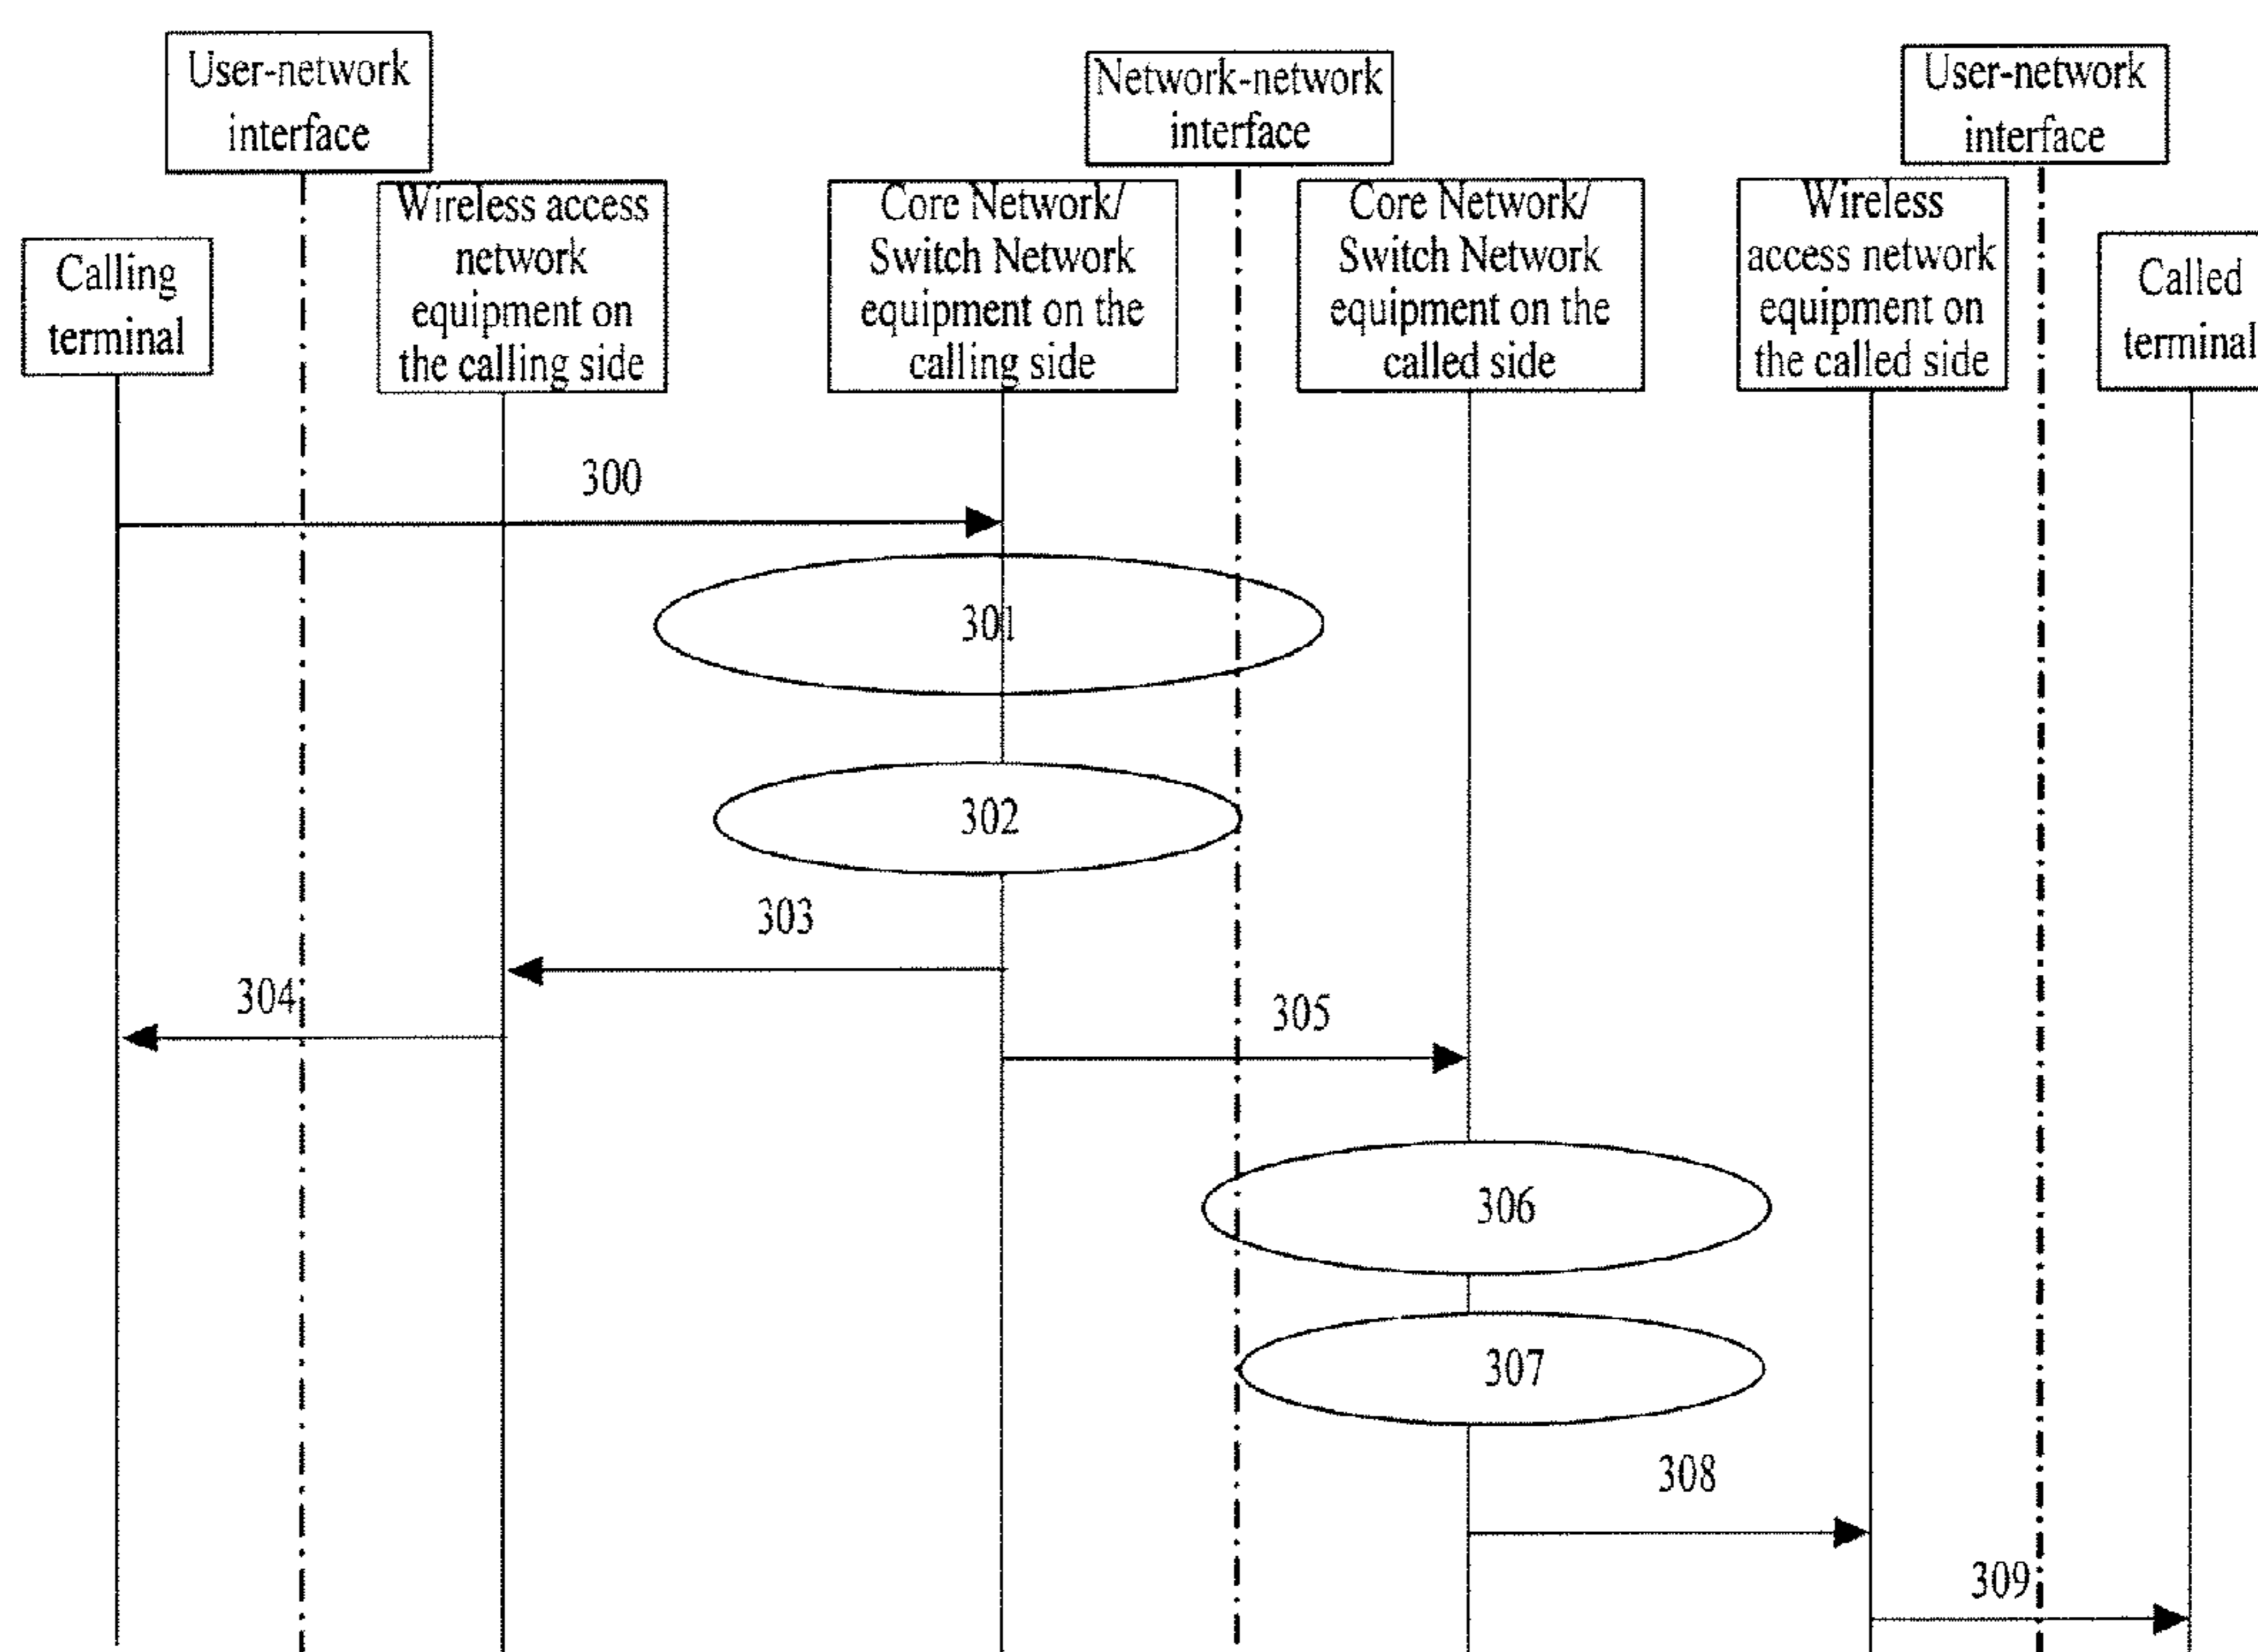 User-network
interface
Network-network
interface
User-network
interface
Calling
terminal
Wireless access
network
equipment on
the calling side
Core Network/
Switch Network
equipment on the
calling side
Core Network/
Switch Network
equipment on the
called side
Wireless
access network
equipment on
the called side
Called
terminal
300
301
302
303
304
305
306
307
308
309